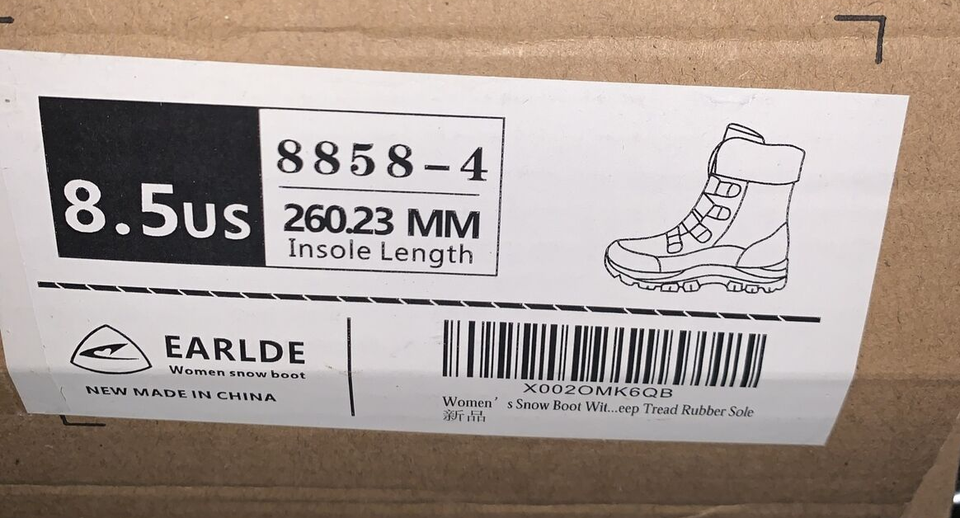 8.5US
8858-4
260.23 MM
Insole Length
EARLDE
Women snow boot
NEW MADE IN CHINA
X002OMK6QB
Women's Snow Boot Wit...eep Tread Rubber Sole
新品